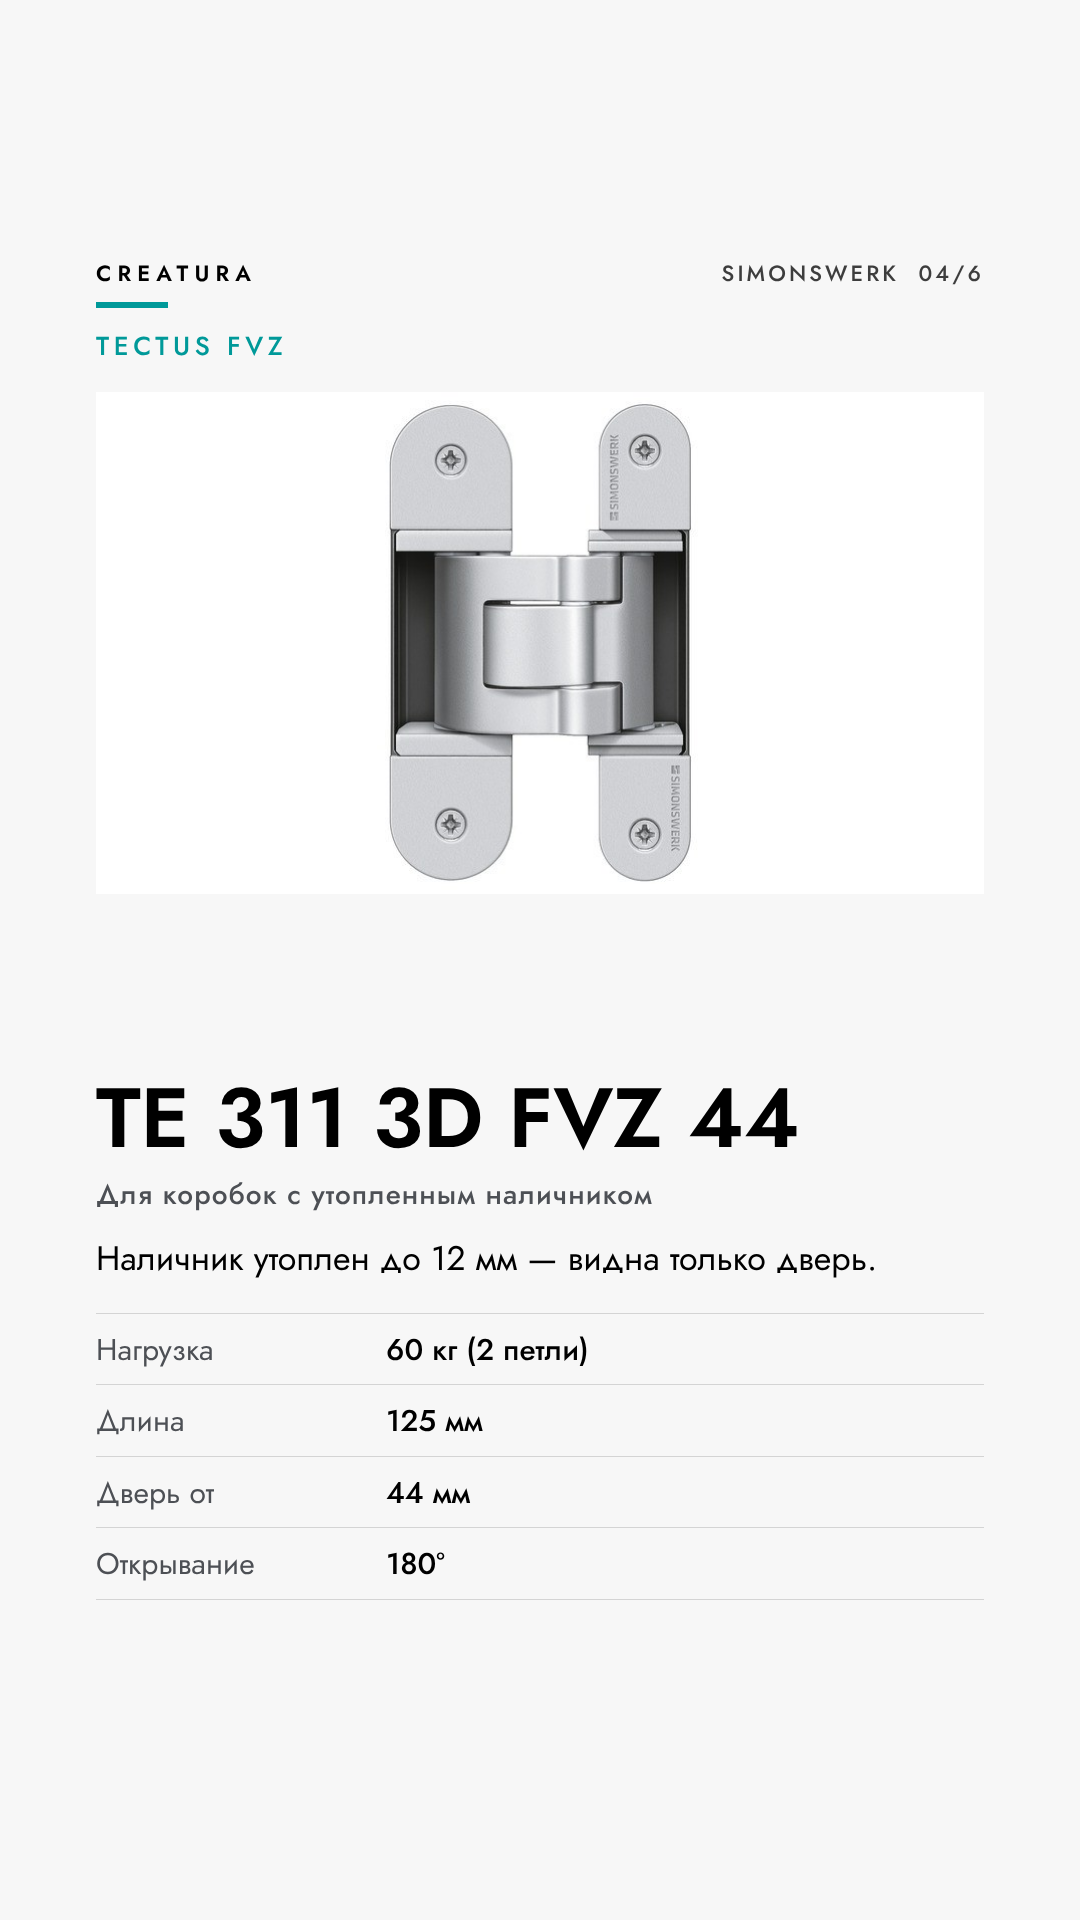 CREATURA
SIMONSWERK 04/6
TECTUS FVZ
SIMONSWERK
SIMONSWERK
TE 311 3D FVZ 44
Для коробок с утопленным наличником
Наличник утоплен до 12 мм — видна только дверь.
Нагрузка 60 кг (2 петли)
Длина 125 мм
Дверь от 44 мм
Открывание 180°